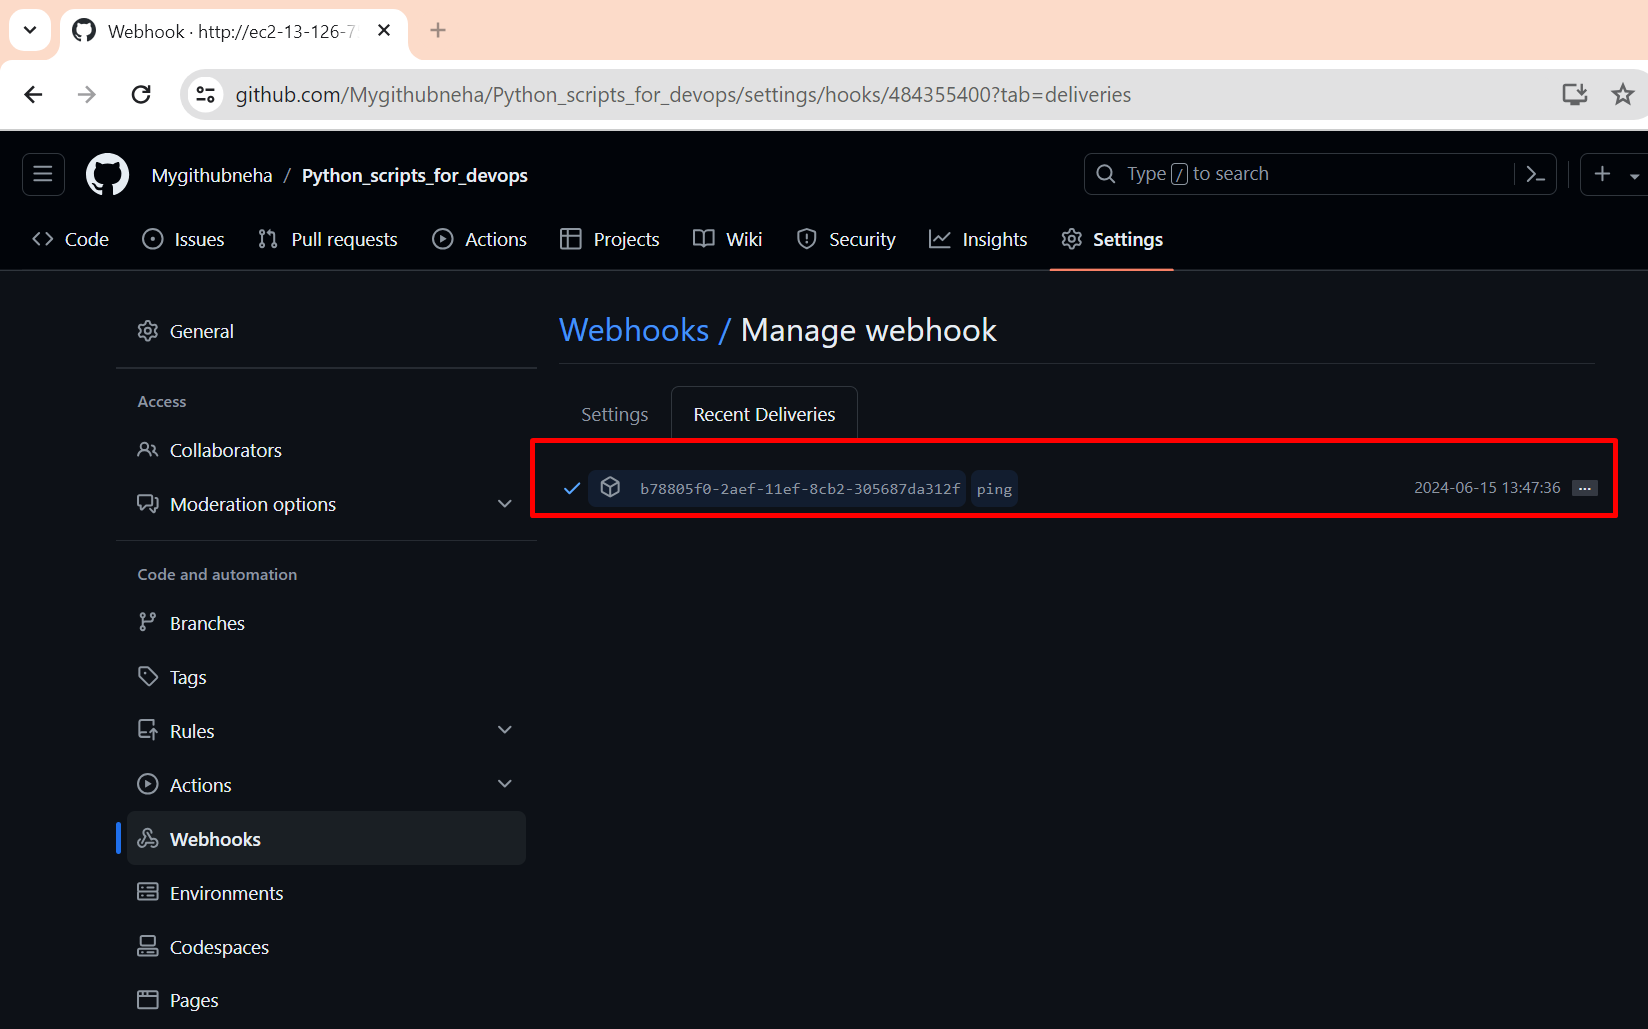 Webhook · http://ec2-13-126-7
github.com/Mygithubneha/Python_scripts_for_devops/settings/hooks/484355400?tab=deliveries
Mygithubneha / Python_scripts_for_devops
Type / to search
Code Issues Pull requests Actions Projects Wiki Security Insights Settings
General
Access
Collaborators
Moderation options
Code and automation
Branches
Tags
Rules
Actions
Webhooks
Environments
Codespaces
Pages
Webhooks / Manage webhook
Settings Recent Deliveries
b78805f0-2aef-11ef-8cb2-305687da312f ping 2024-06-15 13:47:36 ...